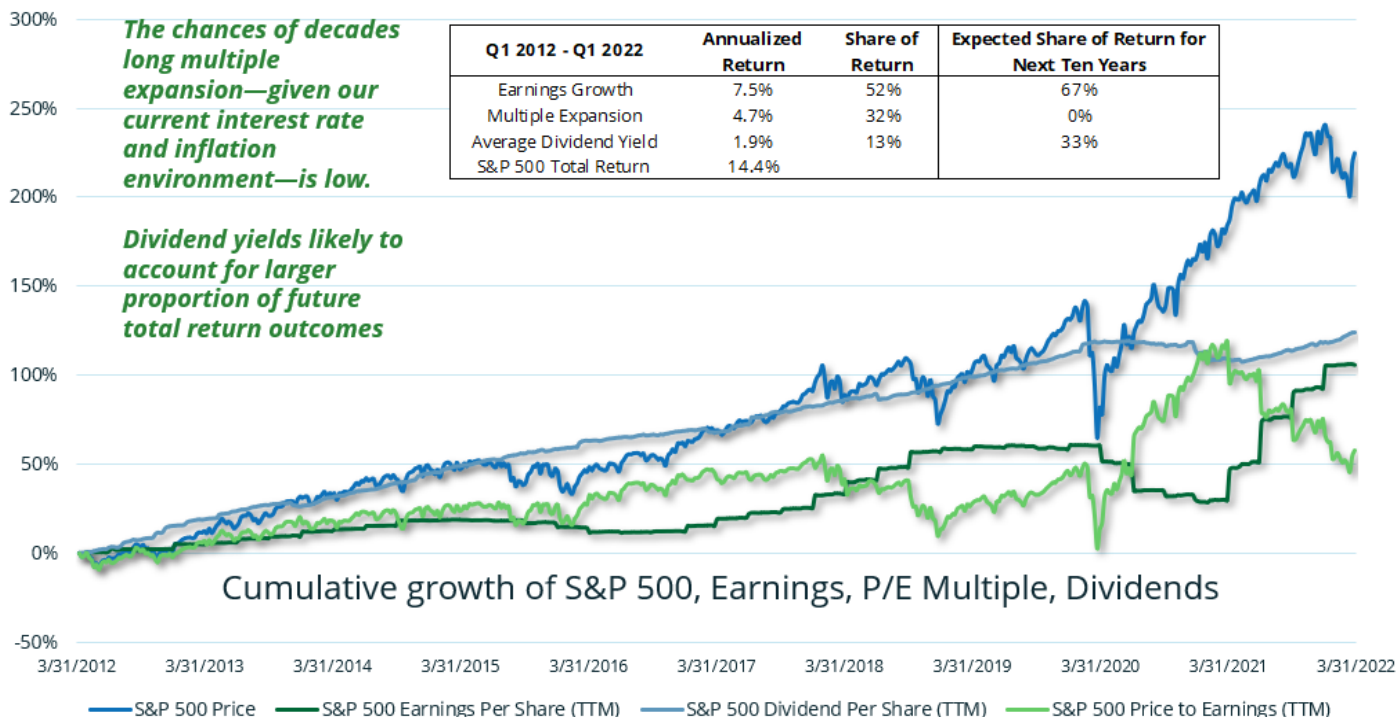 300%
250%
200%
150%
100%
50%
0%
-50%
The chances of decades
long multiple
expansion—given our
current interest rate
and inflation
environment—is low.
Dividend yields likely to
account for larger
proportion of future
total return outcomes
Q1 2012 - Q1 2022 Annualized Return Share of Return Expected Share of Return for Next Ten Years
Earnings Growth 7.5% 52% 67%
Multiple Expansion 4.7% 32% 0%
Average Dividend Yield 1.9% 13% 33%
S&P 500 Total Return 14.4%
Cumulative growth of S&P 500, Earnings, P/E Multiple, Dividends
3/31/2012 3/31/2013 3/31/2014 3/31/2015 3/31/2016 3/31/2017 3/31/2018 3/31/2019 3/31/2020 3/31/2021 3/31/2022
S&P 500 Price S&P 500 Earnings Per Share (TTM) S&P 500 Dividend Per Share (TTM) S&P 500 Price to Earnings (TTM)